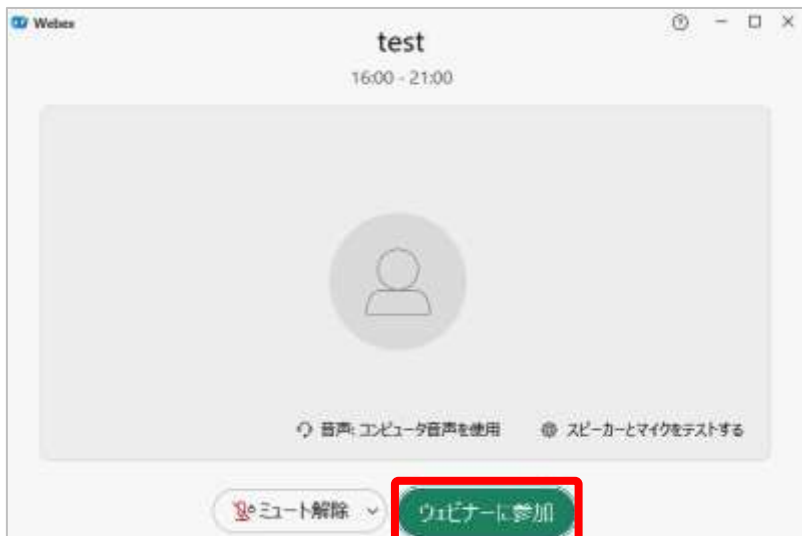 Webex
test
16:00 - 21:00
音声: コンピュータ音声を使用 スピーカーとマイクをテストする
ミュート解除 ウェビナーに参加